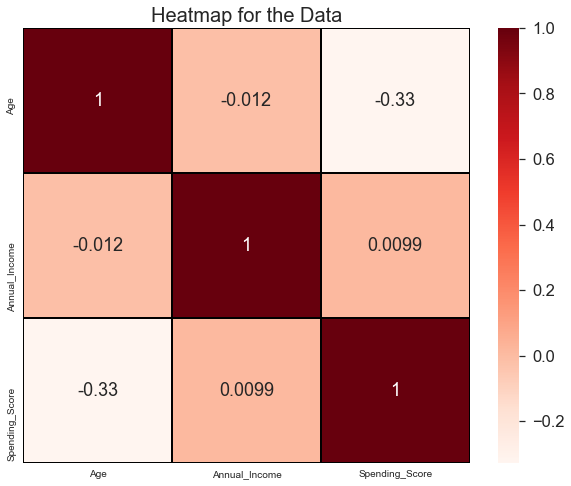 Heatmap for the Data
Age
1
-0.012
-0.33
Annual_Income
-0.012
1
0.0099
Spending_Score
-0.33
0.0099
1
Age
Annual_Income
Spending_Score
1.0
0.8
0.6
0.4
0.2
0.0
−0.2